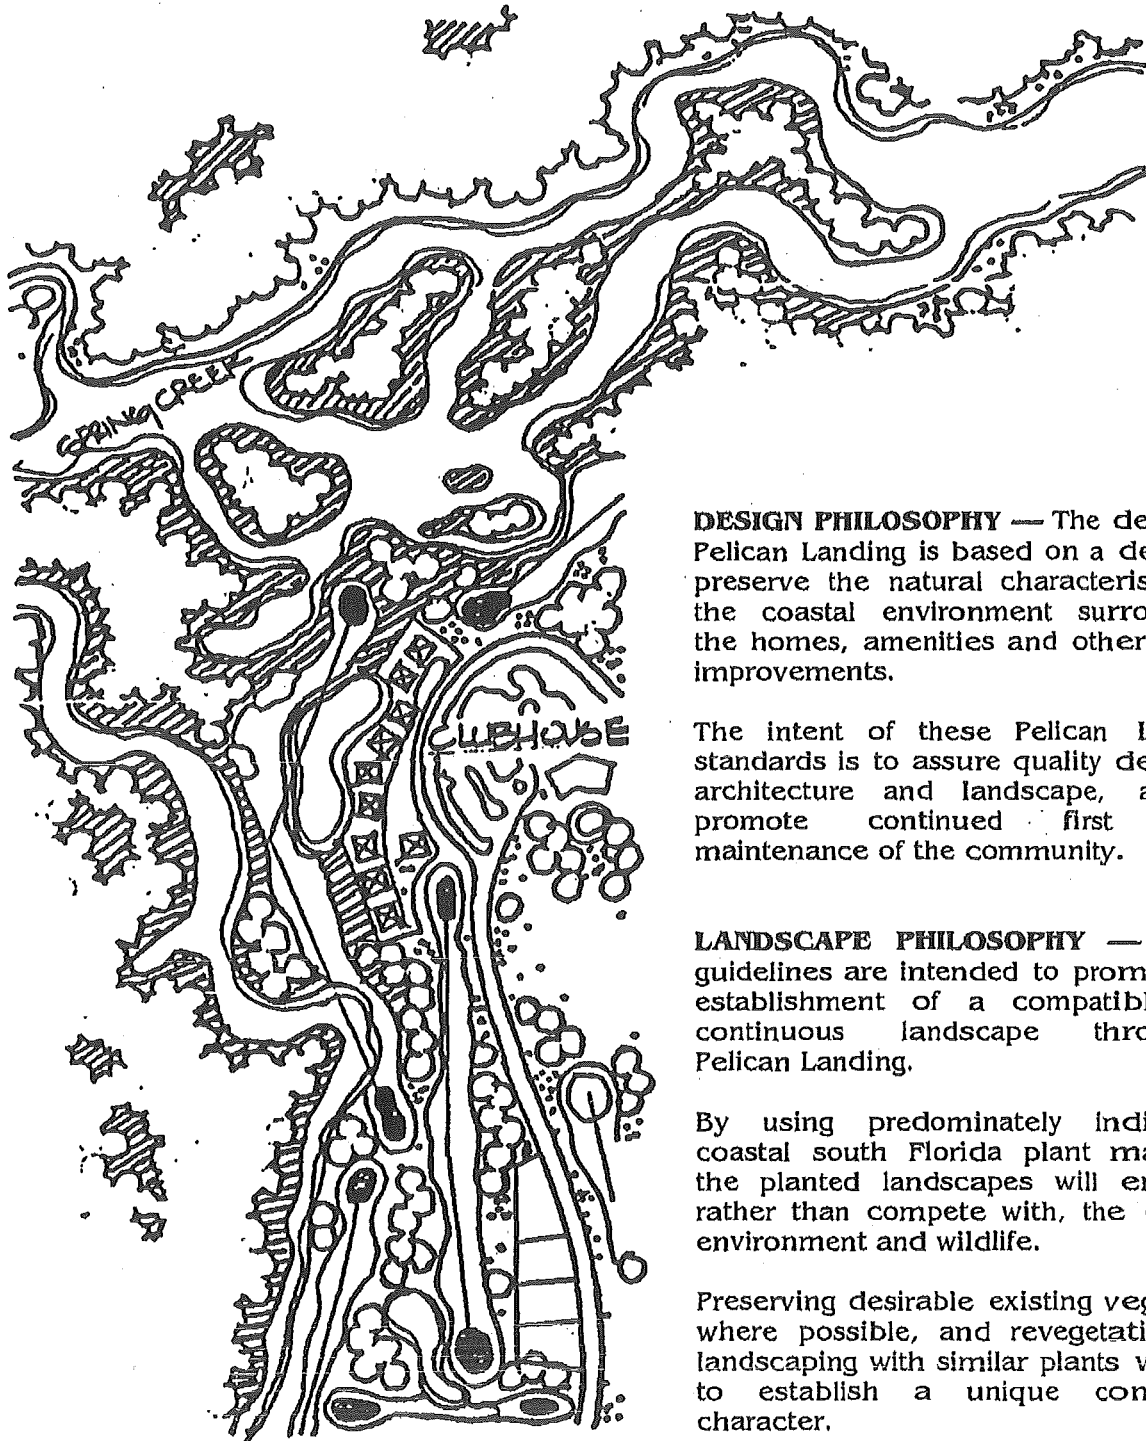 SPRING CREEK
CLUBHOUSE
DESIGN PHILOSOPHY — The de
Pelican Landing is based on a de
preserve the natural characteris
the coastal environment surro
the homes, amenities and other
improvements.
The intent of these Pelican L
standards is to assure quality de
architecture and landscape, a
promote continued first
maintenance of the community.
LANDSCAPE PHILOSOPHY —
guidelines are intended to prom
establishment of a compatibl
continuous landscape thro
Pelican Landing.
By using predominately indi
coastal south Florida plant ma
the planted landscapes will en
rather than compete with, the
environment and wildlife.
Preserving desirable existing veg
where possible, and revegetati
landscaping with similar plants w
to establish a unique con
character.